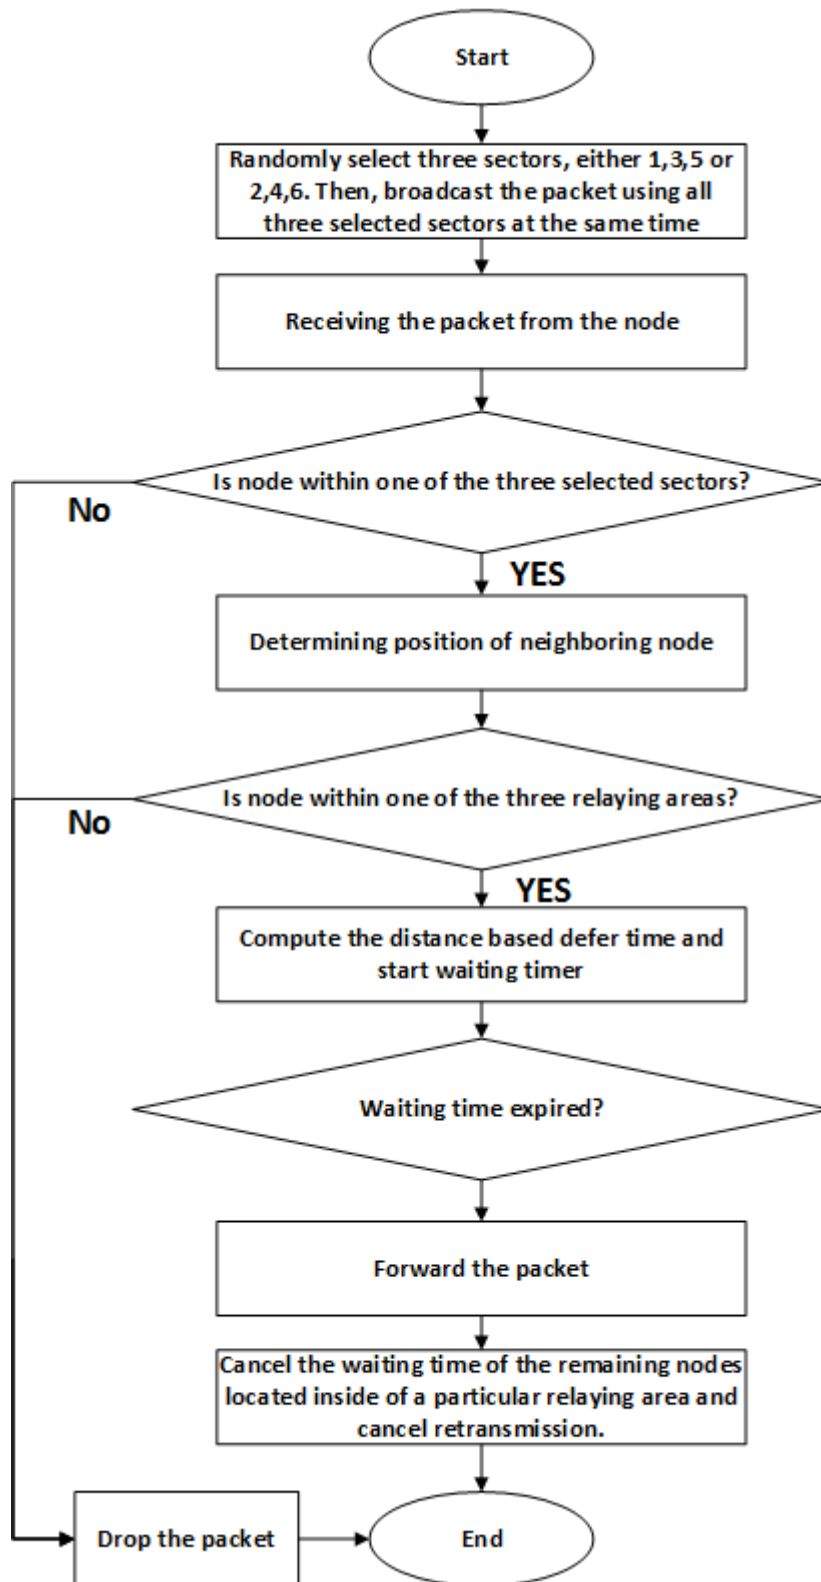 Start
Randomly select three sectors, either 1,3,5 or
2,4,6. Then, broadcast the packet using all
three selected sectors at the same time
Receiving the packet from the node
Is node within one of the three selected sectors?
No
YES
Determining position of neighboring node
Is node within one of the three relaying areas?
No
YES
Compute the distance based defer time and
start waiting timer
Waiting time expired?
Forward the packet
Cancel the waiting time of the remaining nodes
located inside of a particular relaying area and
cancel retransmission.
Drop the packet
End